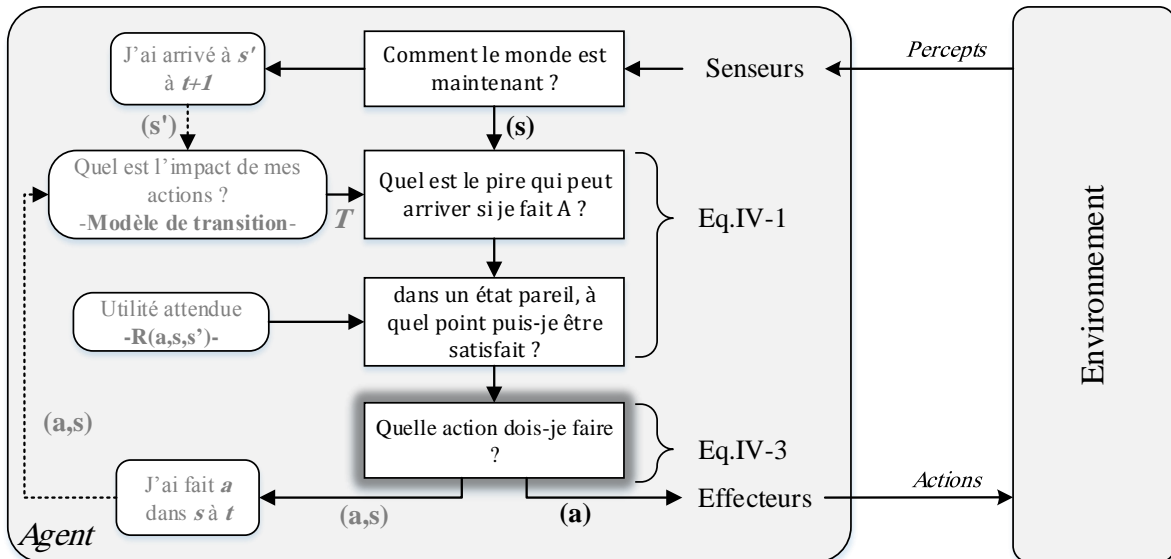 J'ai arrivé à s'
à t+1
Comment le monde est
maintenant ?
Senseurs
Percepts
(s')
(s)
Quel est l'impact de mes
actions ?
-Modèle de transition-
T
Quel est le pire qui peut
arriver si je fait A ?
Eq.IV-1
Utilité attendue
-R(a,s,s')-
dans un état pareil, à
quel point puis-je être
satisfait ?
Environnement
(a,s)
Quelle action dois-je faire
?
Eq.IV-3
J'ai fait a
dans s à t
(a,s)
(a)
Effecteurs
Actions
Agent